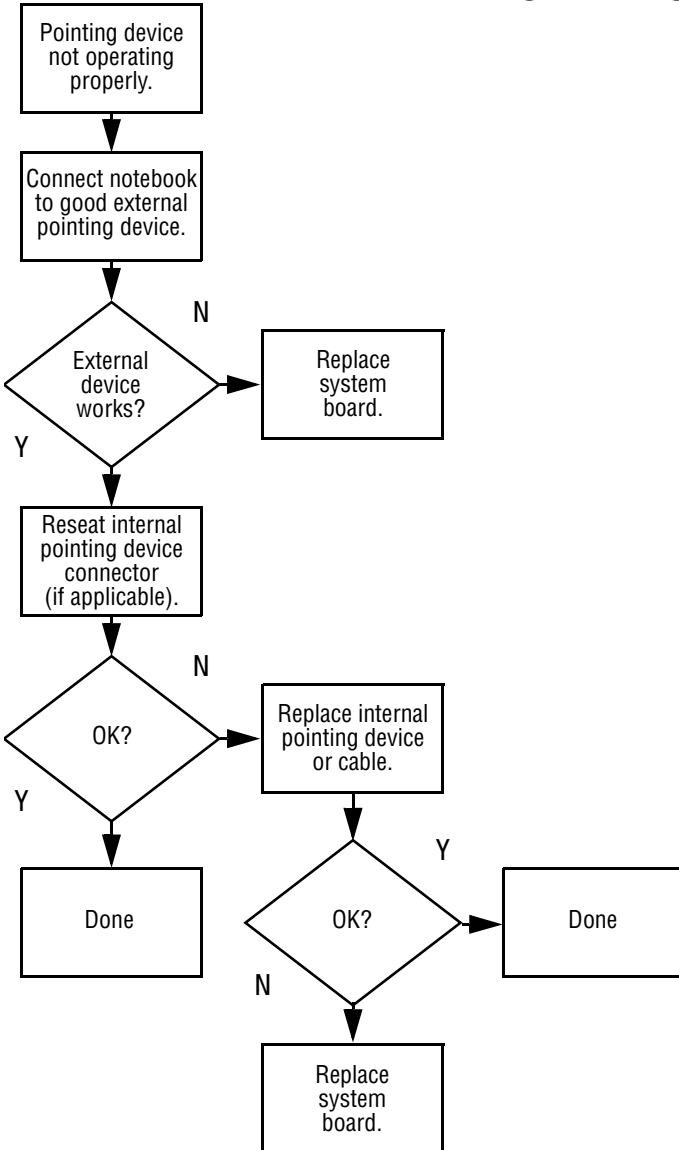 Pointing device
not operating
properly.
Connect notebook
to good external
pointing device.
N
External
device
works?
Replace
system
board.
Y
Reseat internal
pointing device
connector
(if applicable).
N
OK?
Replace internal
pointing device
or cable.
Y
Y
Done
OK?
Done
N
Replace
system
board.